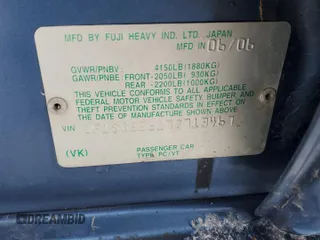 MFD BY FUJI HEAVY IND. LTD. JAPAN
MFD IN 06/06
GVWR/PNBV: 4150LB(1880KG)
GAWR/PNBE: FRONT-2050LB( 930KG)
REAR -2200LB(1000KG)
THIS VEHICLE CONFORMS TO ALL APPLICABLE
FEDERAL MOTOR VEHICLE SAFETY, BUMPER, AND
THEFT PREVENTION STANDARDS IN EFFECT ON THE
DATE OF MANUFACTURE SHOWN ABOVE.
VIN
PASSENGER CAR
(VK) TYPE: PC/VT
DREAMBID